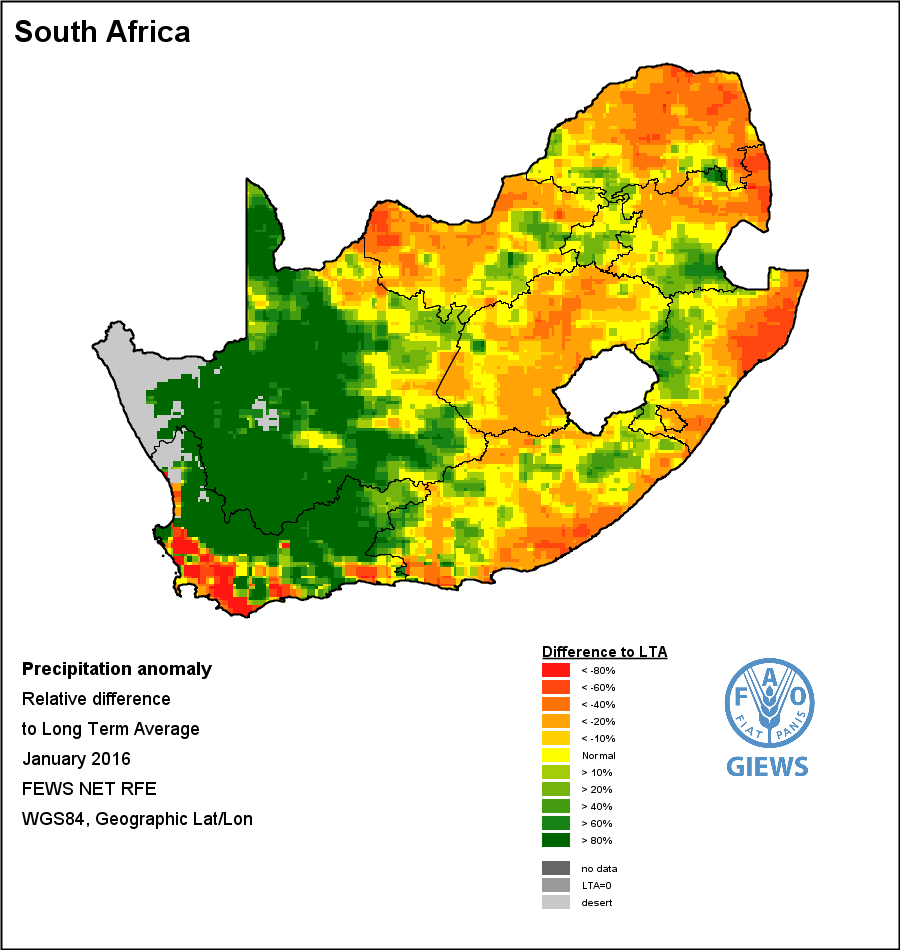 South Africa
Precipitation anomaly
Relative difference
to Long Term Average
January 2016
FEWS NET RFE
WGS84, Geographic Lat/Lon
Difference to LTA
< -80%
< -60%
< -40%
< -20%
< -10%
Normal
> 10%
> 20%
> 40%
> 60%
> 80%
no data
LTA=0
desert
F A O
FIAT PANIS
GIEWS